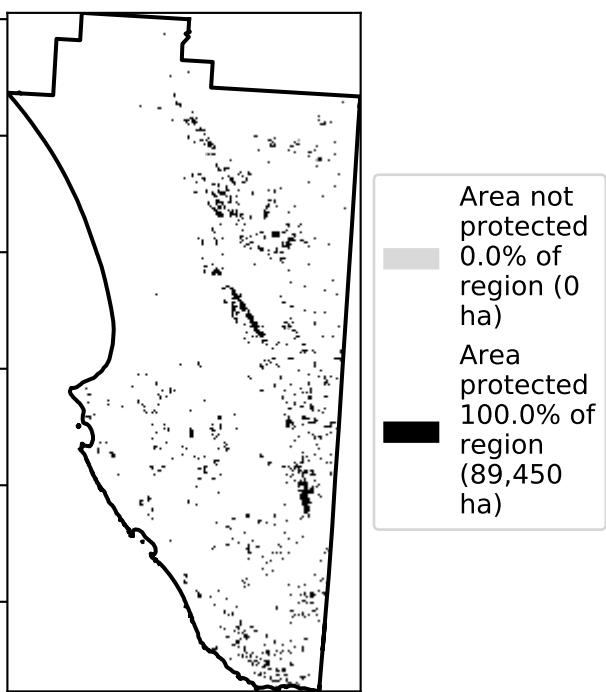 Area not
protected
0.0% of
region (0
ha)
Area
protected
100.0% of
region
(89,450
ha)